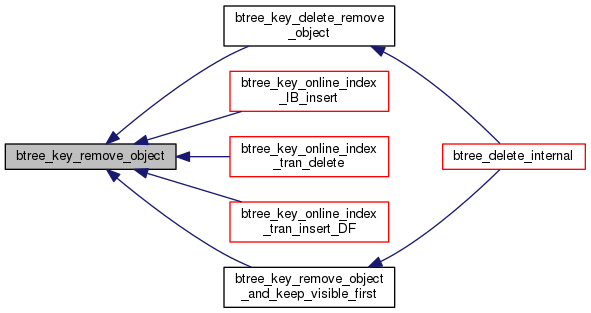 btree_key_delete_remove
_object
btree_key_online_index
_IB_insert
btree_key_online_index
_tran_delete
btree_key_remove_object
btree_delete_internal
btree_key_online_index
_tran_insert_DF
btree_key_remove_object
_and_keep_visible_first